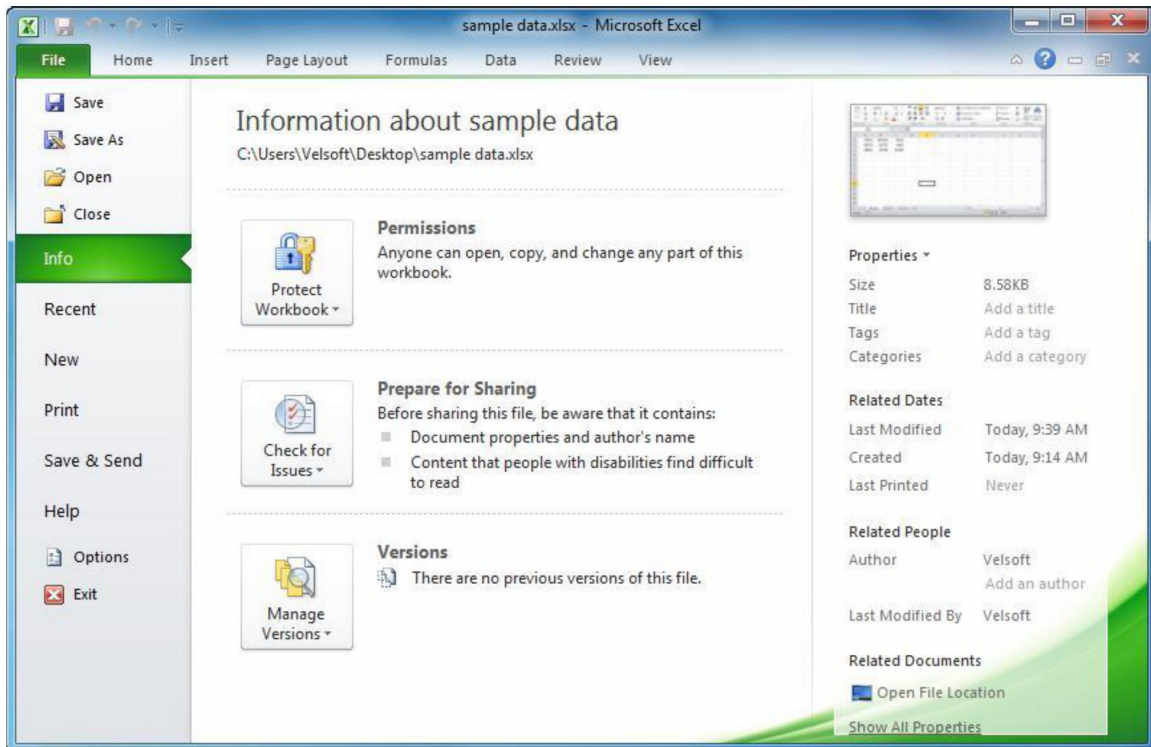 sample data.xlsx - Microsoft Excel
File Home Insert Page Layout Formulas Data Review View
Save
Save As
Open
Close
Info
Recent
New
Print
Save & Send
Help
Options
Exit
Information about sample data
C:\Users\Velsoft\Desktop\sample data.xlsx
Protect
Workbook
Permissions
Anyone can open, copy, and change any part of this
workbook.
Check for
Issues
Prepare for Sharing
Before sharing this file, be aware that it contains:
Document properties and author's name
Content that people with disabilities find difficult
to read
Manage
Versions
Versions
There are no previous versions of this file.
Properties
Size 8.58KB
Title Add a title
Tags Add a tag
Categories Add a category
Related Dates
Last Modified Today, 9:39 AM
Created Today, 9:14 AM
Last Printed Never
Related People
Author Velsoft
Add an author
Last Modified By Velsoft
Related Documents
Open File Location
Show All Properties